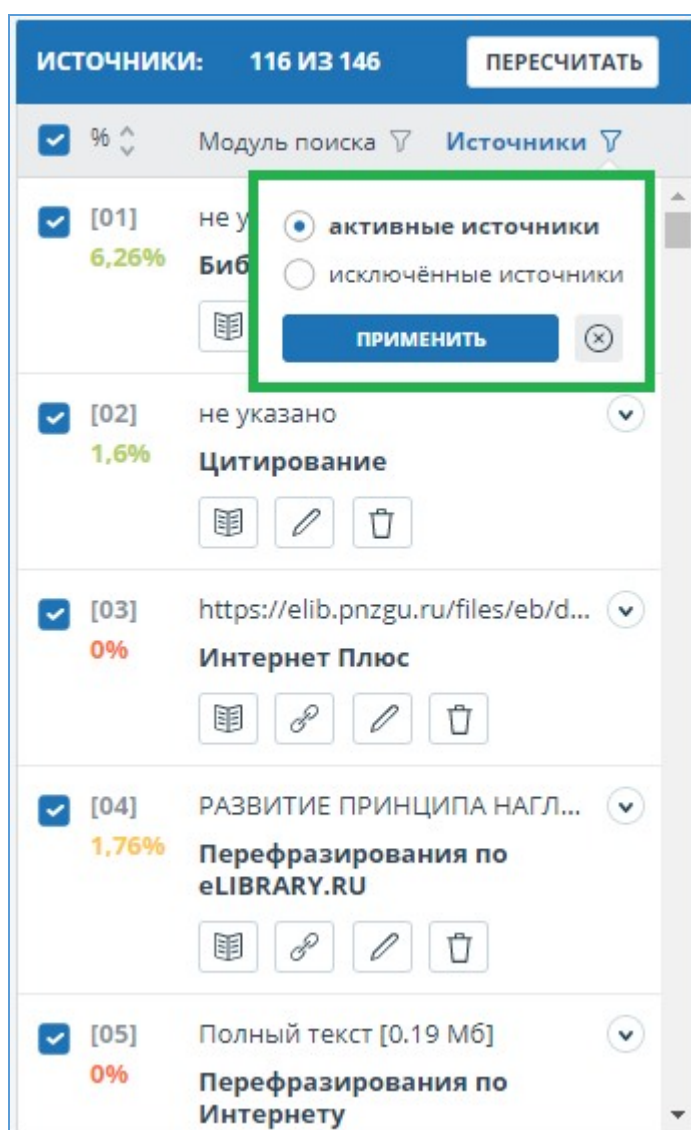 ИСТОЧНИКИ: 116 ИЗ 146 ПЕРЕСЧИТАТЬ
% Модуль поиска Источники
[01] не у
активные источники
6,26% Биб
исключённые источники
ПРИМЕНИТЬ
[02] не указано
1,6% Цитирование
[03] https://elib.pnzgu.ru/files/eb/d...
0% Интернет Плюс
[04] РАЗВИТИЕ ПРИНЦИПА НАГЛ...
1,76% Перефразирования по
eLIBRARY.RU
[05] Полный текст [0.19 Мб]
0% Перефразирования по
Интернету